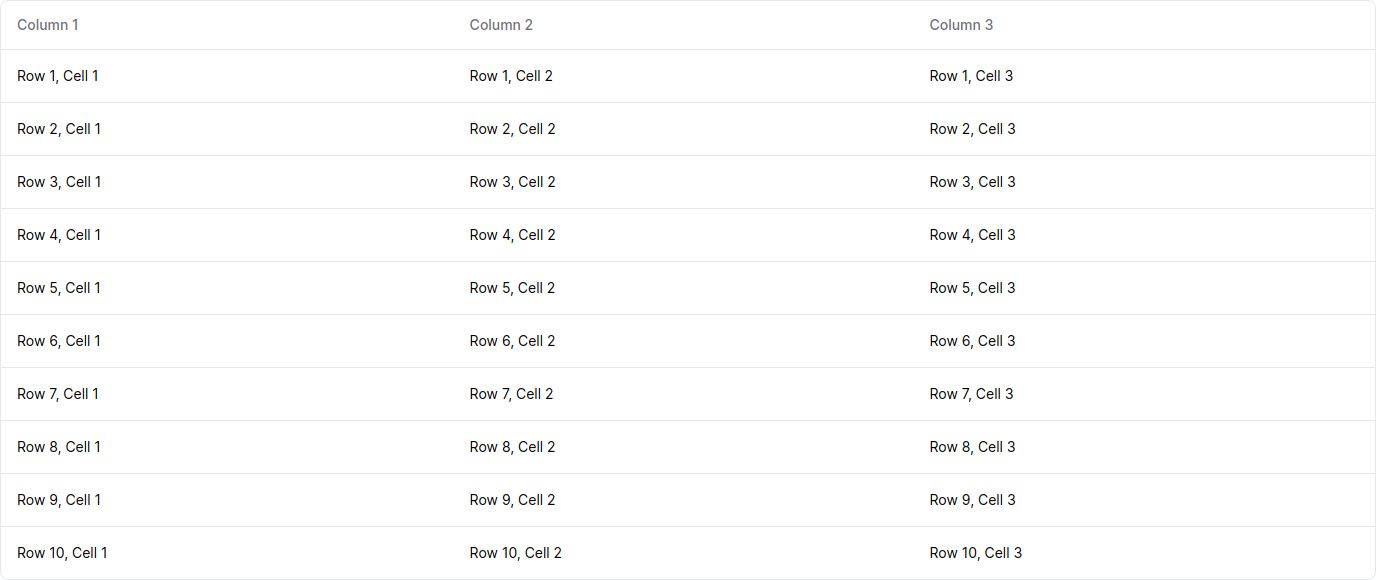 Column 1 Column 2 Column 3
Row 1, Cell 1 Row 1, Cell 2 Row 1, Cell 3
Row 2, Cell 1 Row 2, Cell 2 Row 2, Cell 3
Row 3, Cell 1 Row 3, Cell 2 Row 3, Cell 3
Row 4, Cell 1 Row 4, Cell 2 Row 4, Cell 3
Row 5, Cell 1 Row 5, Cell 2 Row 5, Cell 3
Row 6, Cell 1 Row 6, Cell 2 Row 6, Cell 3
Row 7, Cell 1 Row 7, Cell 2 Row 7, Cell 3
Row 8, Cell 1 Row 8, Cell 2 Row 8, Cell 3
Row 9, Cell 1 Row 9, Cell 2 Row 9, Cell 3
Row 10, Cell 1 Row 10, Cell 2 Row 10, Cell 3